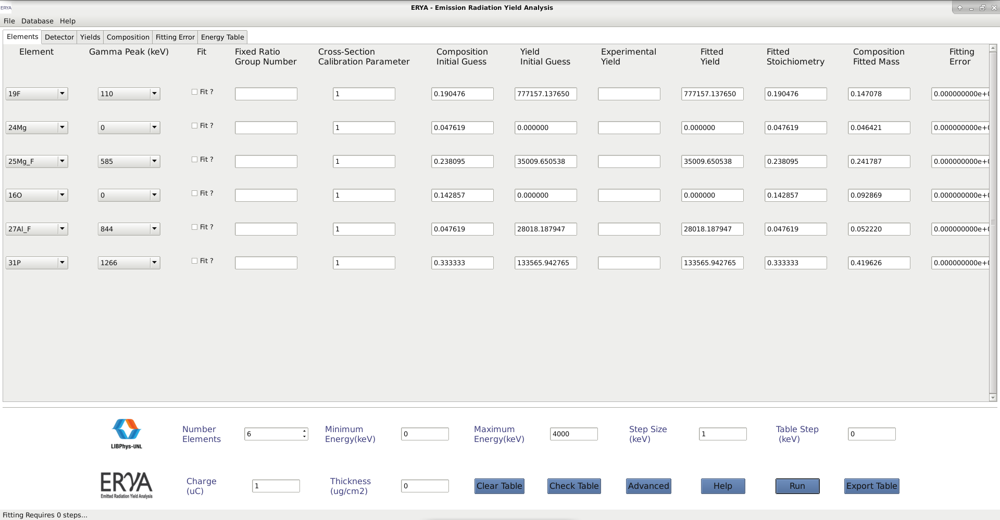 ERYA
ERYA - Emission Radiation Yield Analysis
File Database Help
Elements Detector Yields Composition Fitting Error Energy Table
Element Gamma Peak (keV) Fit Fixed Ratio Cross-Section Composition Yield Experimental Fitted Fitted Composition Fitting
Group Number Calibration Parameter Initial Guess Initial Guess Yield Yield Stoichiometry Fitted Mass Error
19F 110 Fit ? 1 0.190476 777157.137650 777157.137650 0.190476 0.147078 0.000000000e+
24Mg 0 Fit ? 1 0.047619 0.000000 0.000000 0.047619 0.046421 0.000000000e+
25Mg_F 585 Fit ? 1 0.238095 35009.650538 35009.650538 0.238095 0.241787 0.000000000e+
16O 0 Fit ? 1 0.142857 0.000000 0.000000 0.142857 0.092869 0.000000000e+
27Al_F 844 Fit ? 1 0.047619 28018.187947 28018.187947 0.047619 0.052220 0.000000000e+
31P 1266 Fit ? 1 0.333333 133565.942765 133565.942765 0.333333 0.419626 0.000000000e+
LIBPhys-UNL
Number
Elements
6
Minimum
Energy(keV)
0
Maximum
Energy(keV)
4000
Step Size
(keV)
1
Table Step
(keV)
0
ERYA
Emitted Radiation Yield Analysis
Charge
(uC)
1
Thickness
(ug/cm2)
0
Clear Table Check Table Advanced Help Run Export Table
Fitting Requires 0 steps...